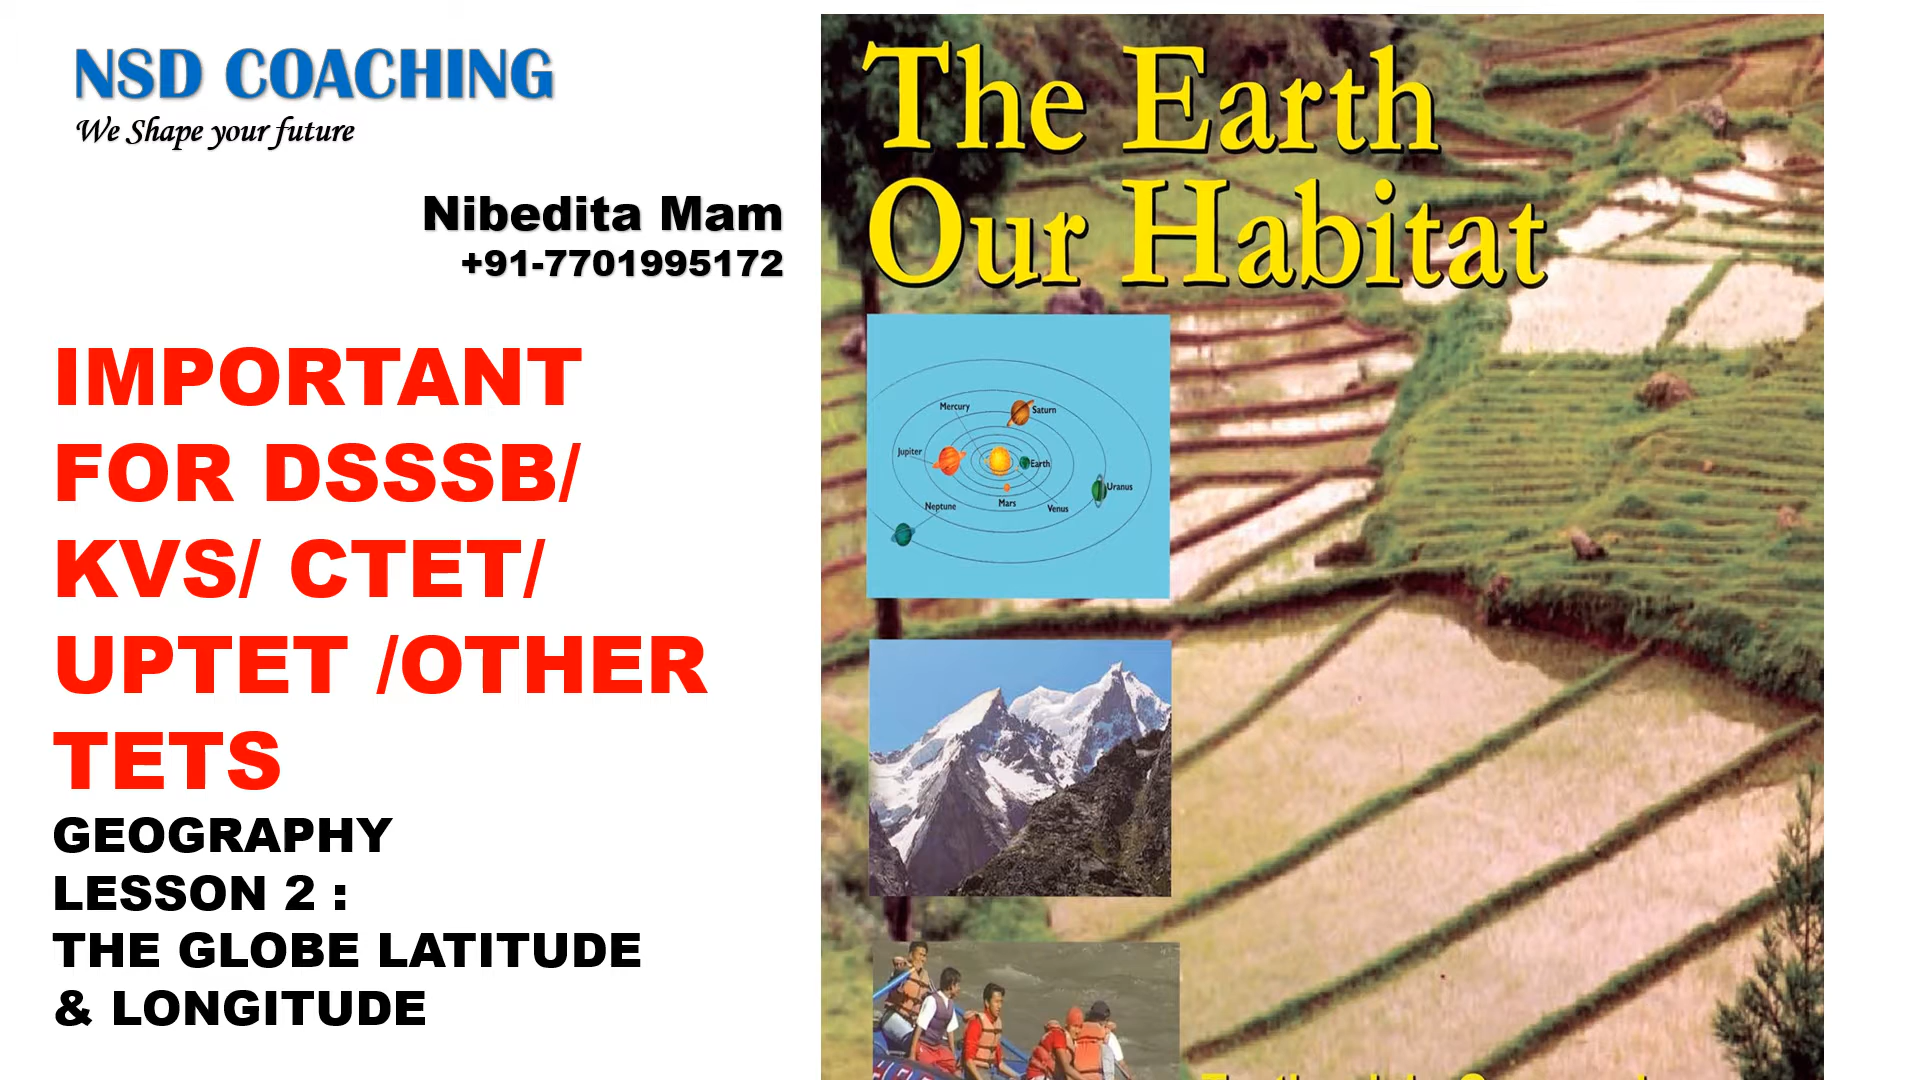 NSD COACHING
We Shape your future
Nibedita Mam
+91-7701995172
IMPORTANT
FOR DSSSB/
KVS/ CTET/
UPTET /OTHER
TETS
GEOGRAPHY
LESSON 2 :
THE GLOBE LATITUDE
& LONGITUDE
The Earth
Our Habitat
Mercury
Saturn
Jupiter
Earth
Uranus
Mars
Neptune
Venus